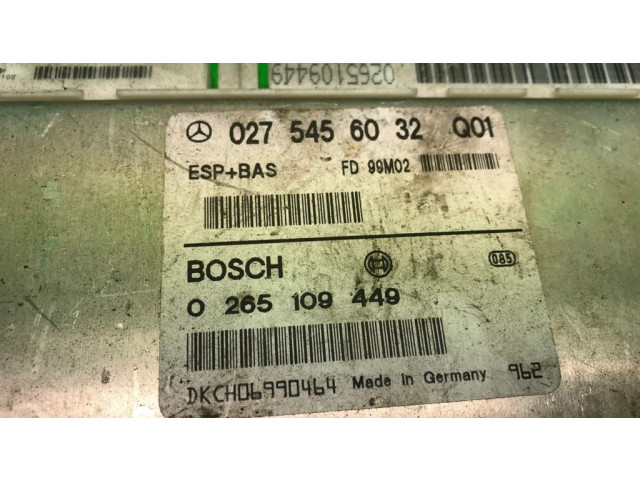 0265109449
027 545 60 32 Q01
ESP+BAS FD 99M02
BOSCH 085
0 265 109 449
DKCH06990464 Made In Germany 962